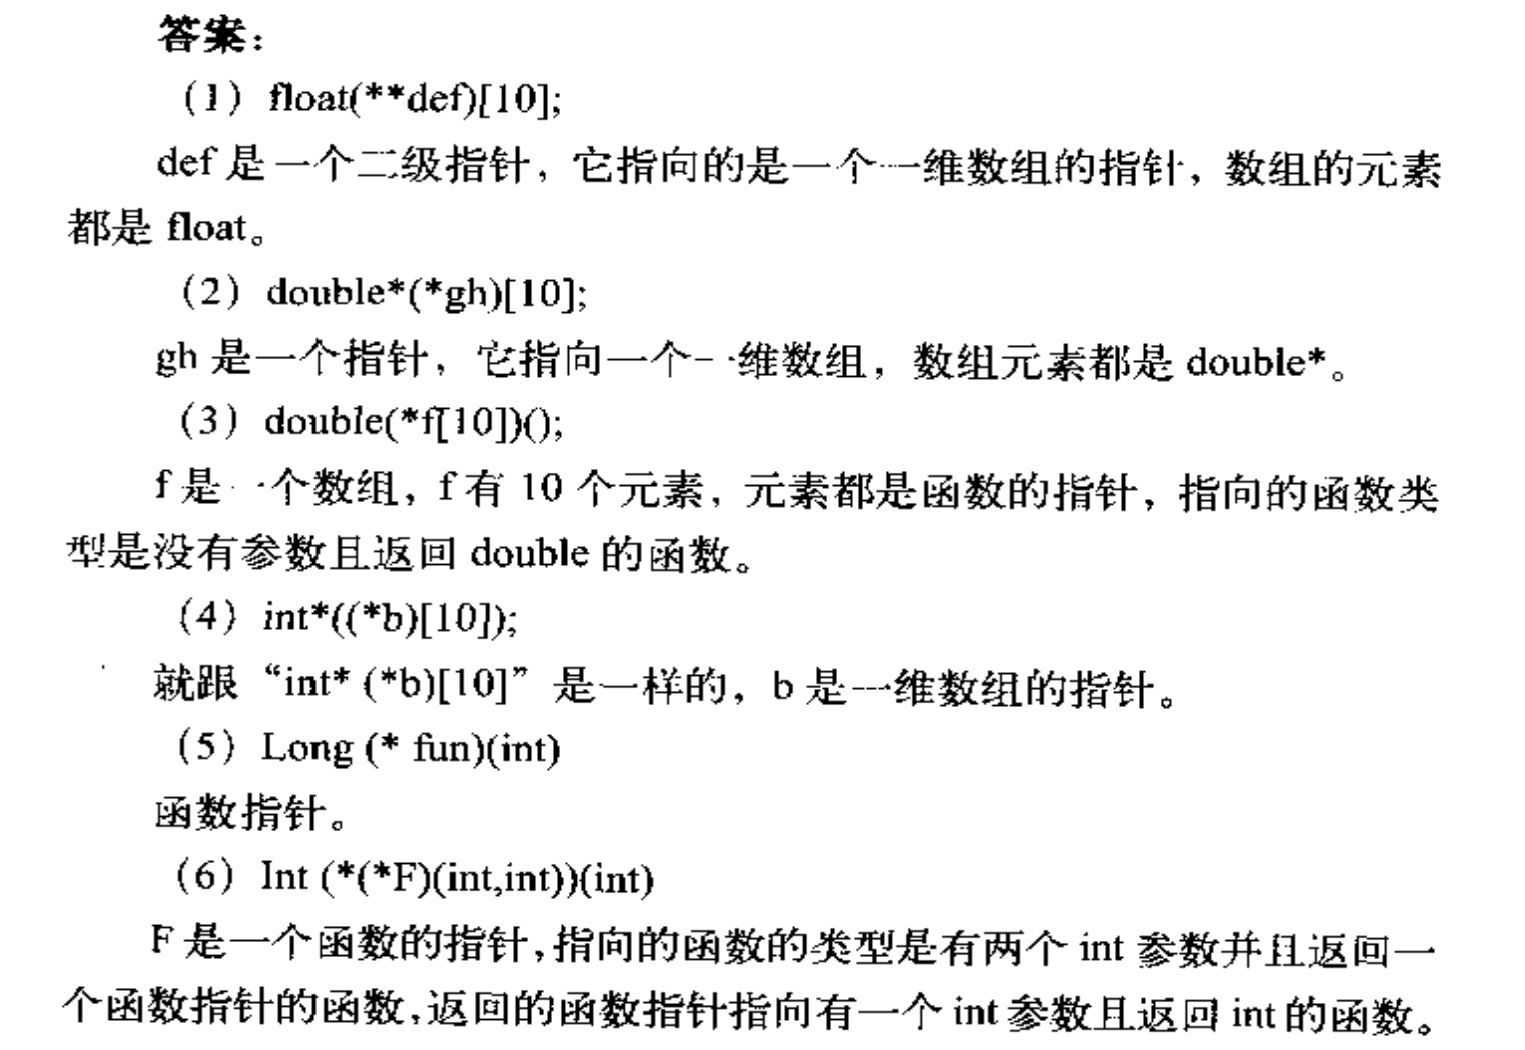 答案：
（1）float(**def)[10];
def 是一个二级指针，它指向的是一个一维数组的指针，数组的元素
都是 float。
（2）double*(*gh)[10];
gh 是一个指针，它指向一个一维数组，数组元素都是 double*。
（3）double(*f[10])();
f 是一个数组，f 有 10 个元素，元素都是函数的指针，指向的函数类
型是没有参数且返回 double 的函数。
（4）int*((*b)[10]);
就跟“int* (*b)[10]”是一样的，b 是一维数组的指针。
（5）Long (* fun)(int)
函数指针。
（6）Int (*(*F)(int,int))(int)
F 是一个函数的指针,指向的函数的类型是有两个 int 参数并且返回一
个函数指针的函数,返回的函数指针指向有一个 int 参数且返回 int 的函数。